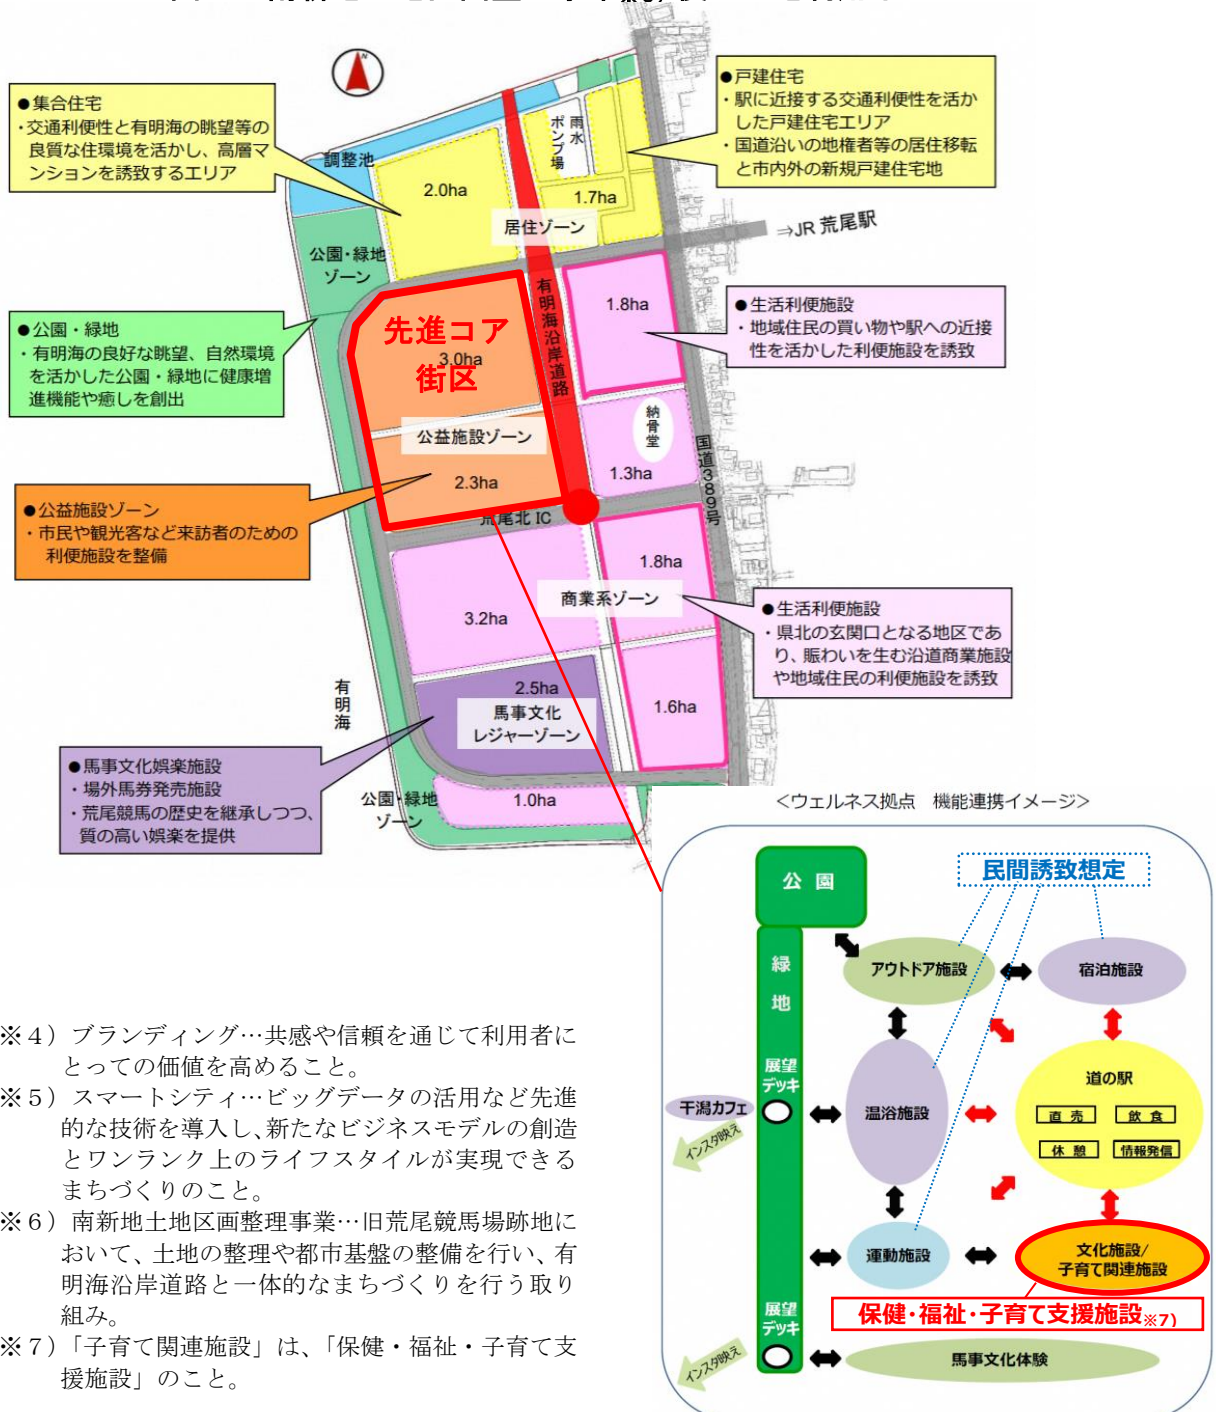 ●集合住宅
・交通利便性と有明海の眺望等の
良質な住環境を活かし、高層マ
ンションを誘致するエリア
●戸建住宅
・駅に近接する交通利便性を活か
した戸建住宅エリア
・国道沿いの地権者等の居住移転
と市内外の新規戸建住宅地
N
調整池
雨水
ポンプ場
2.0ha
1.7ha
居住ゾーン
⇒JR 荒尾駅
公園・緑地
ゾーン
有明海沿岸道路
1.8ha
●生活利便施設
・地域住民の買い物や駅への近接
性を活かした利便施設を誘致
●公園・緑地
・有明海の良好な眺望、自然環境
を活かした公園・緑地に健康増
進機能や癒しを創出
先進コア
3.0ha
街区
公益施設ゾーン
納骨堂
国道389号
2.3ha
1.3ha
●公益施設ゾーン
・市民や観光客など来訪者のための
利便施設を整備
荒尾北 IC
1.8ha
商業系ゾーン
3.2ha
●生活利便施設
・県北の玄関口となる地区であ
り、賑わいを生む沿道商業施設
や地域住民の利便施設を誘致
有明海
2.5ha
馬事文化
レジャーゾーン
1.6ha
●馬事文化娯楽施設
・場外馬券発売施設
・荒尾競馬の歴史を継承しつつ、
質の高い娯楽を提供
公園・緑地
ゾーン
1.0ha
<ウェルネス拠点　機能連携イメージ>
民間誘致想定
公 園
緑
地
アウトドア施設
宿泊施設
展望
デッキ
干潟カフェ
インスタ映え
温浴施設
道の駅
直 売
飲 食
休 憩
情報発信
運動施設
文化施設/
子育て関連施設
保健・福祉・子育て支援施設※7)
展望
デッキ
インスタ映え
馬事文化体験
※４）ブランディング…共感や信頼を通じて利用者に
とっての価値を高めること。
※５）スマートシティ…ビッグデータの活用など先進
的な技術を導入し、新たなビジネスモデルの創造
とワンランク上のライフスタイルが実現できる
まちづくりのこと。
※６）南新地土地区画整理事業…旧荒尾競馬場跡地に
おいて、土地の整理や都市基盤の整備を行い、有
明海沿岸道路と一体的なまちづくりを行う取り
組み。
※７）「子育て関連施設」は、「保健・福祉・子育て支
援施設」のこと。